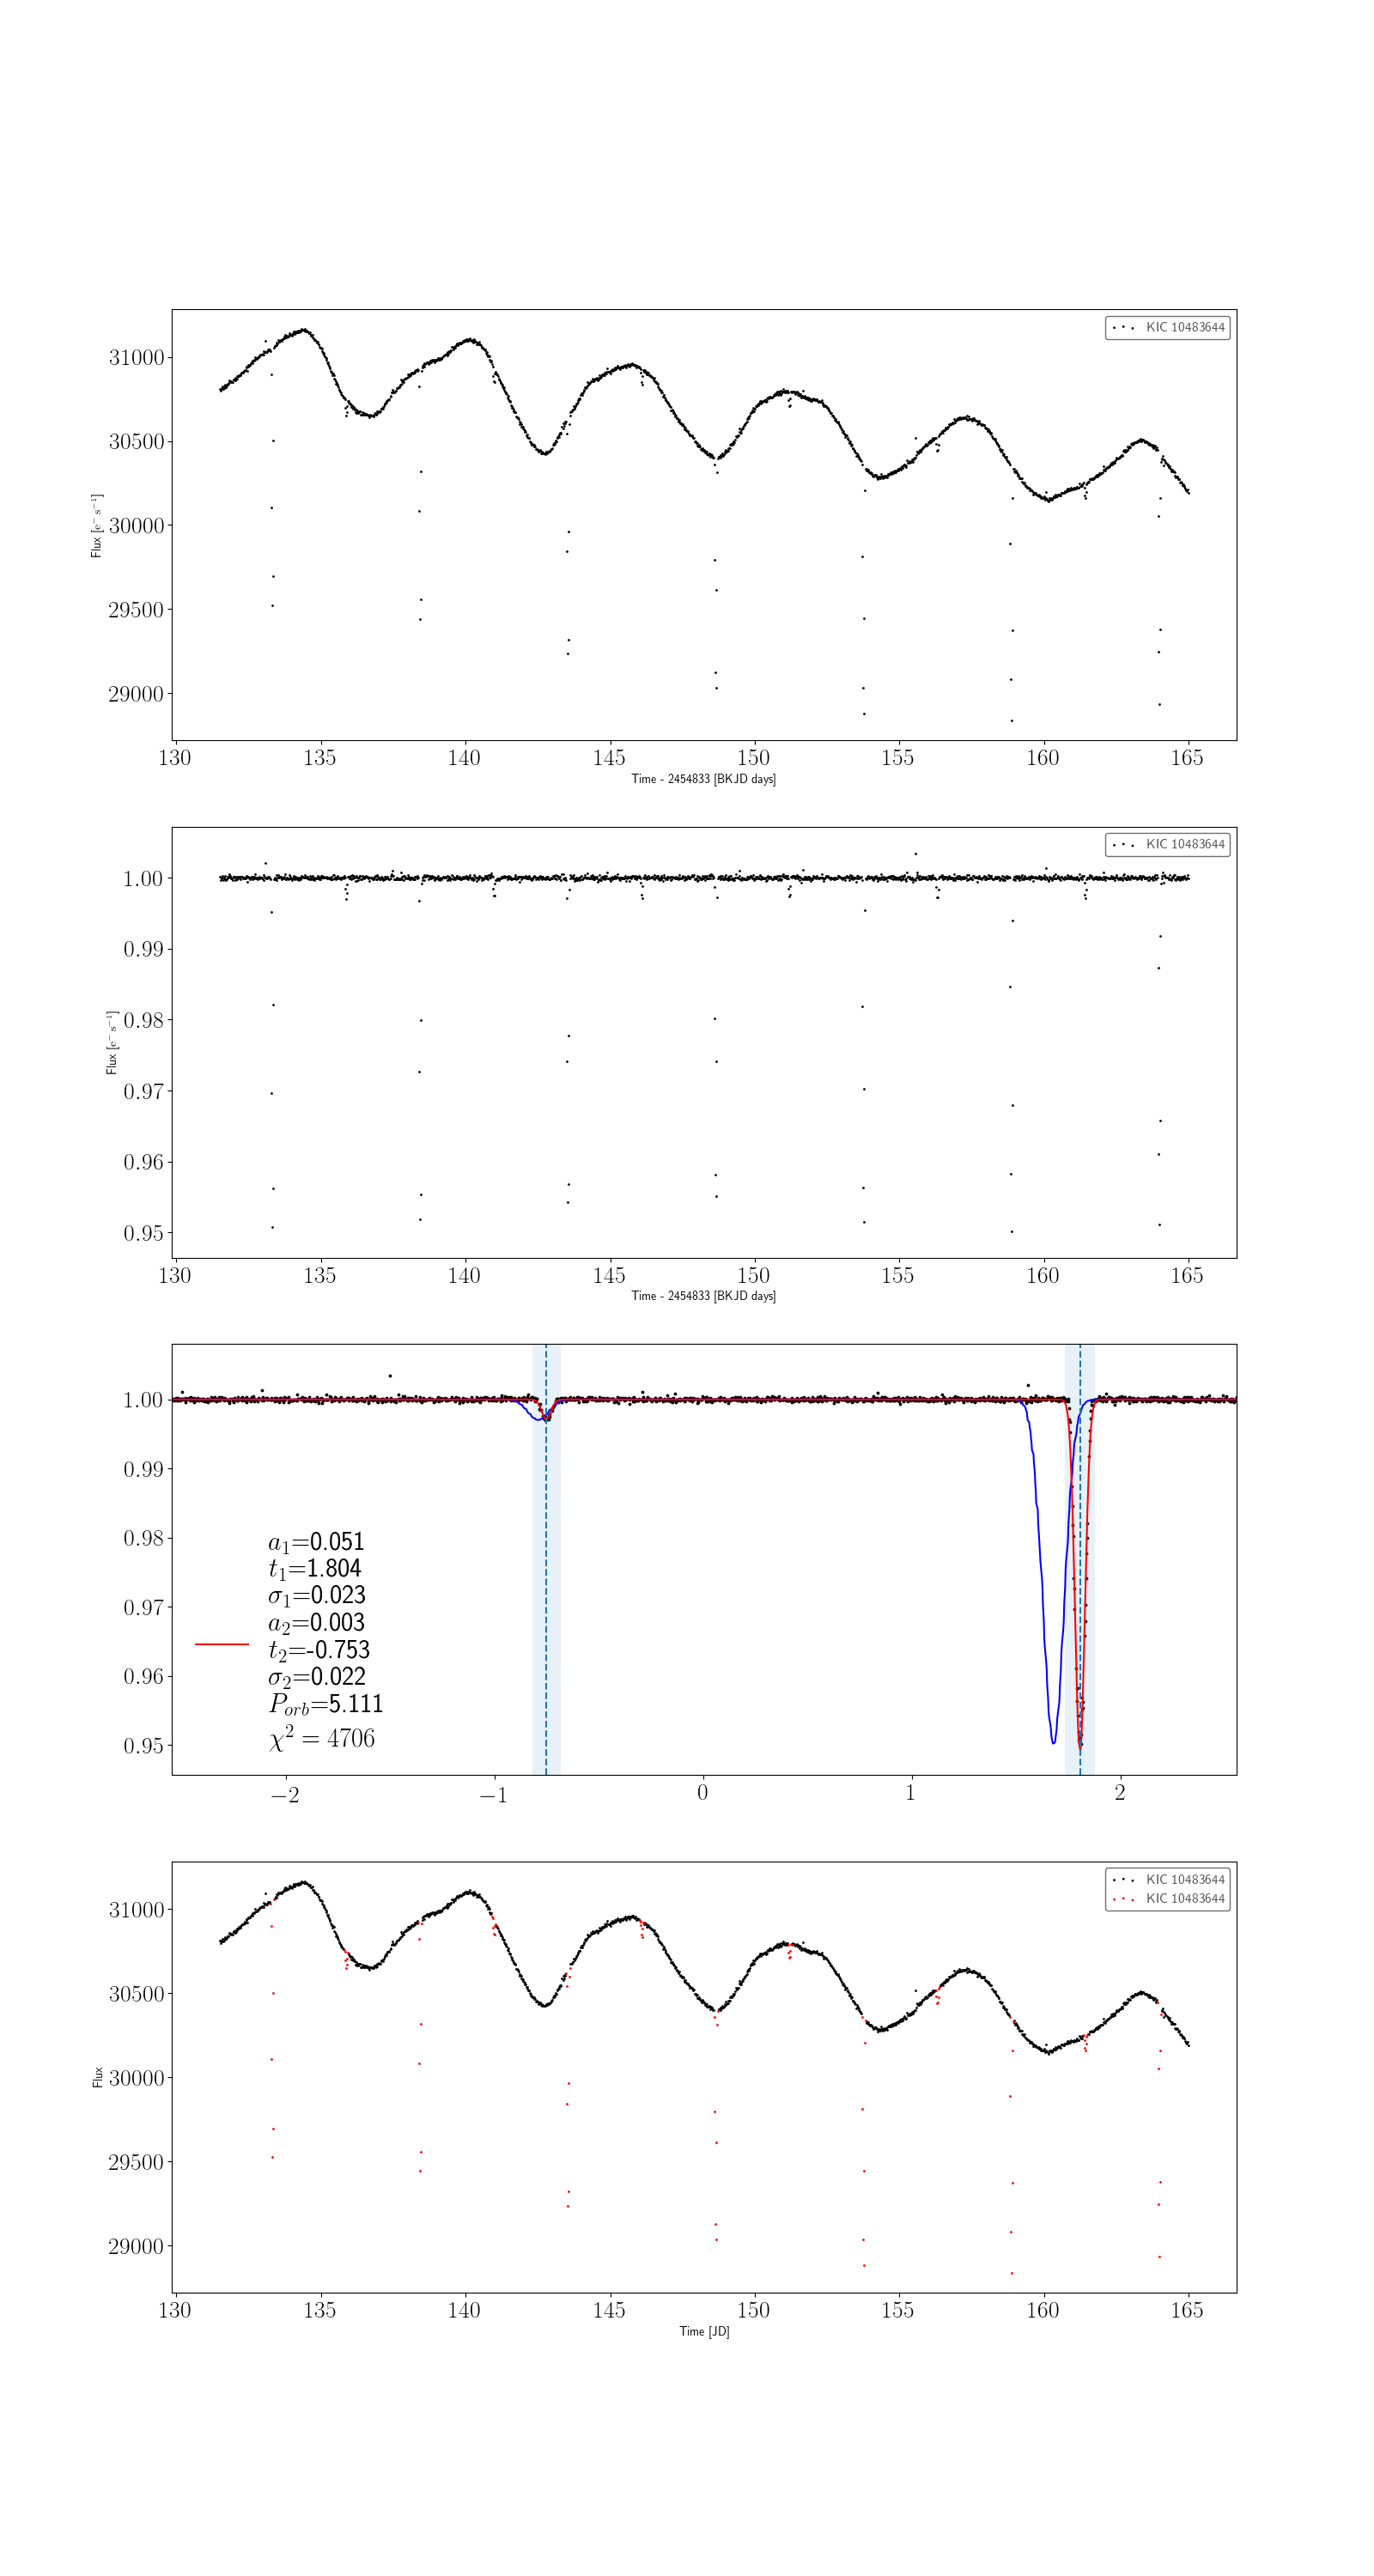 KIC 10483644
31000
30500
30000
29500
29000
Flux [e⁻ s⁻¹]
130 135 140 145 150 155 160 165
Time - 2454833 [BKJD days]
KIC 10483644
1.00
0.99
0.98
0.97
0.96
0.95
Flux [e⁻ s⁻¹]
130 135 140 145 150 155 160 165
Time - 2454833 [BKJD days]
1.00
0.99
0.98
0.97
0.96
0.95
a₁=0.051
t₁=1.804
σ₁=0.023
a₂=0.003
t₂=-0.753
σ₂=0.022
P_orb=5.111
χ² = 4706
−2 −1 0 1 2
KIC 10483644
KIC 10483644
31000
30500
30000
29500
29000
Flux
130 135 140 145 150 155 160 165
Time [JD]